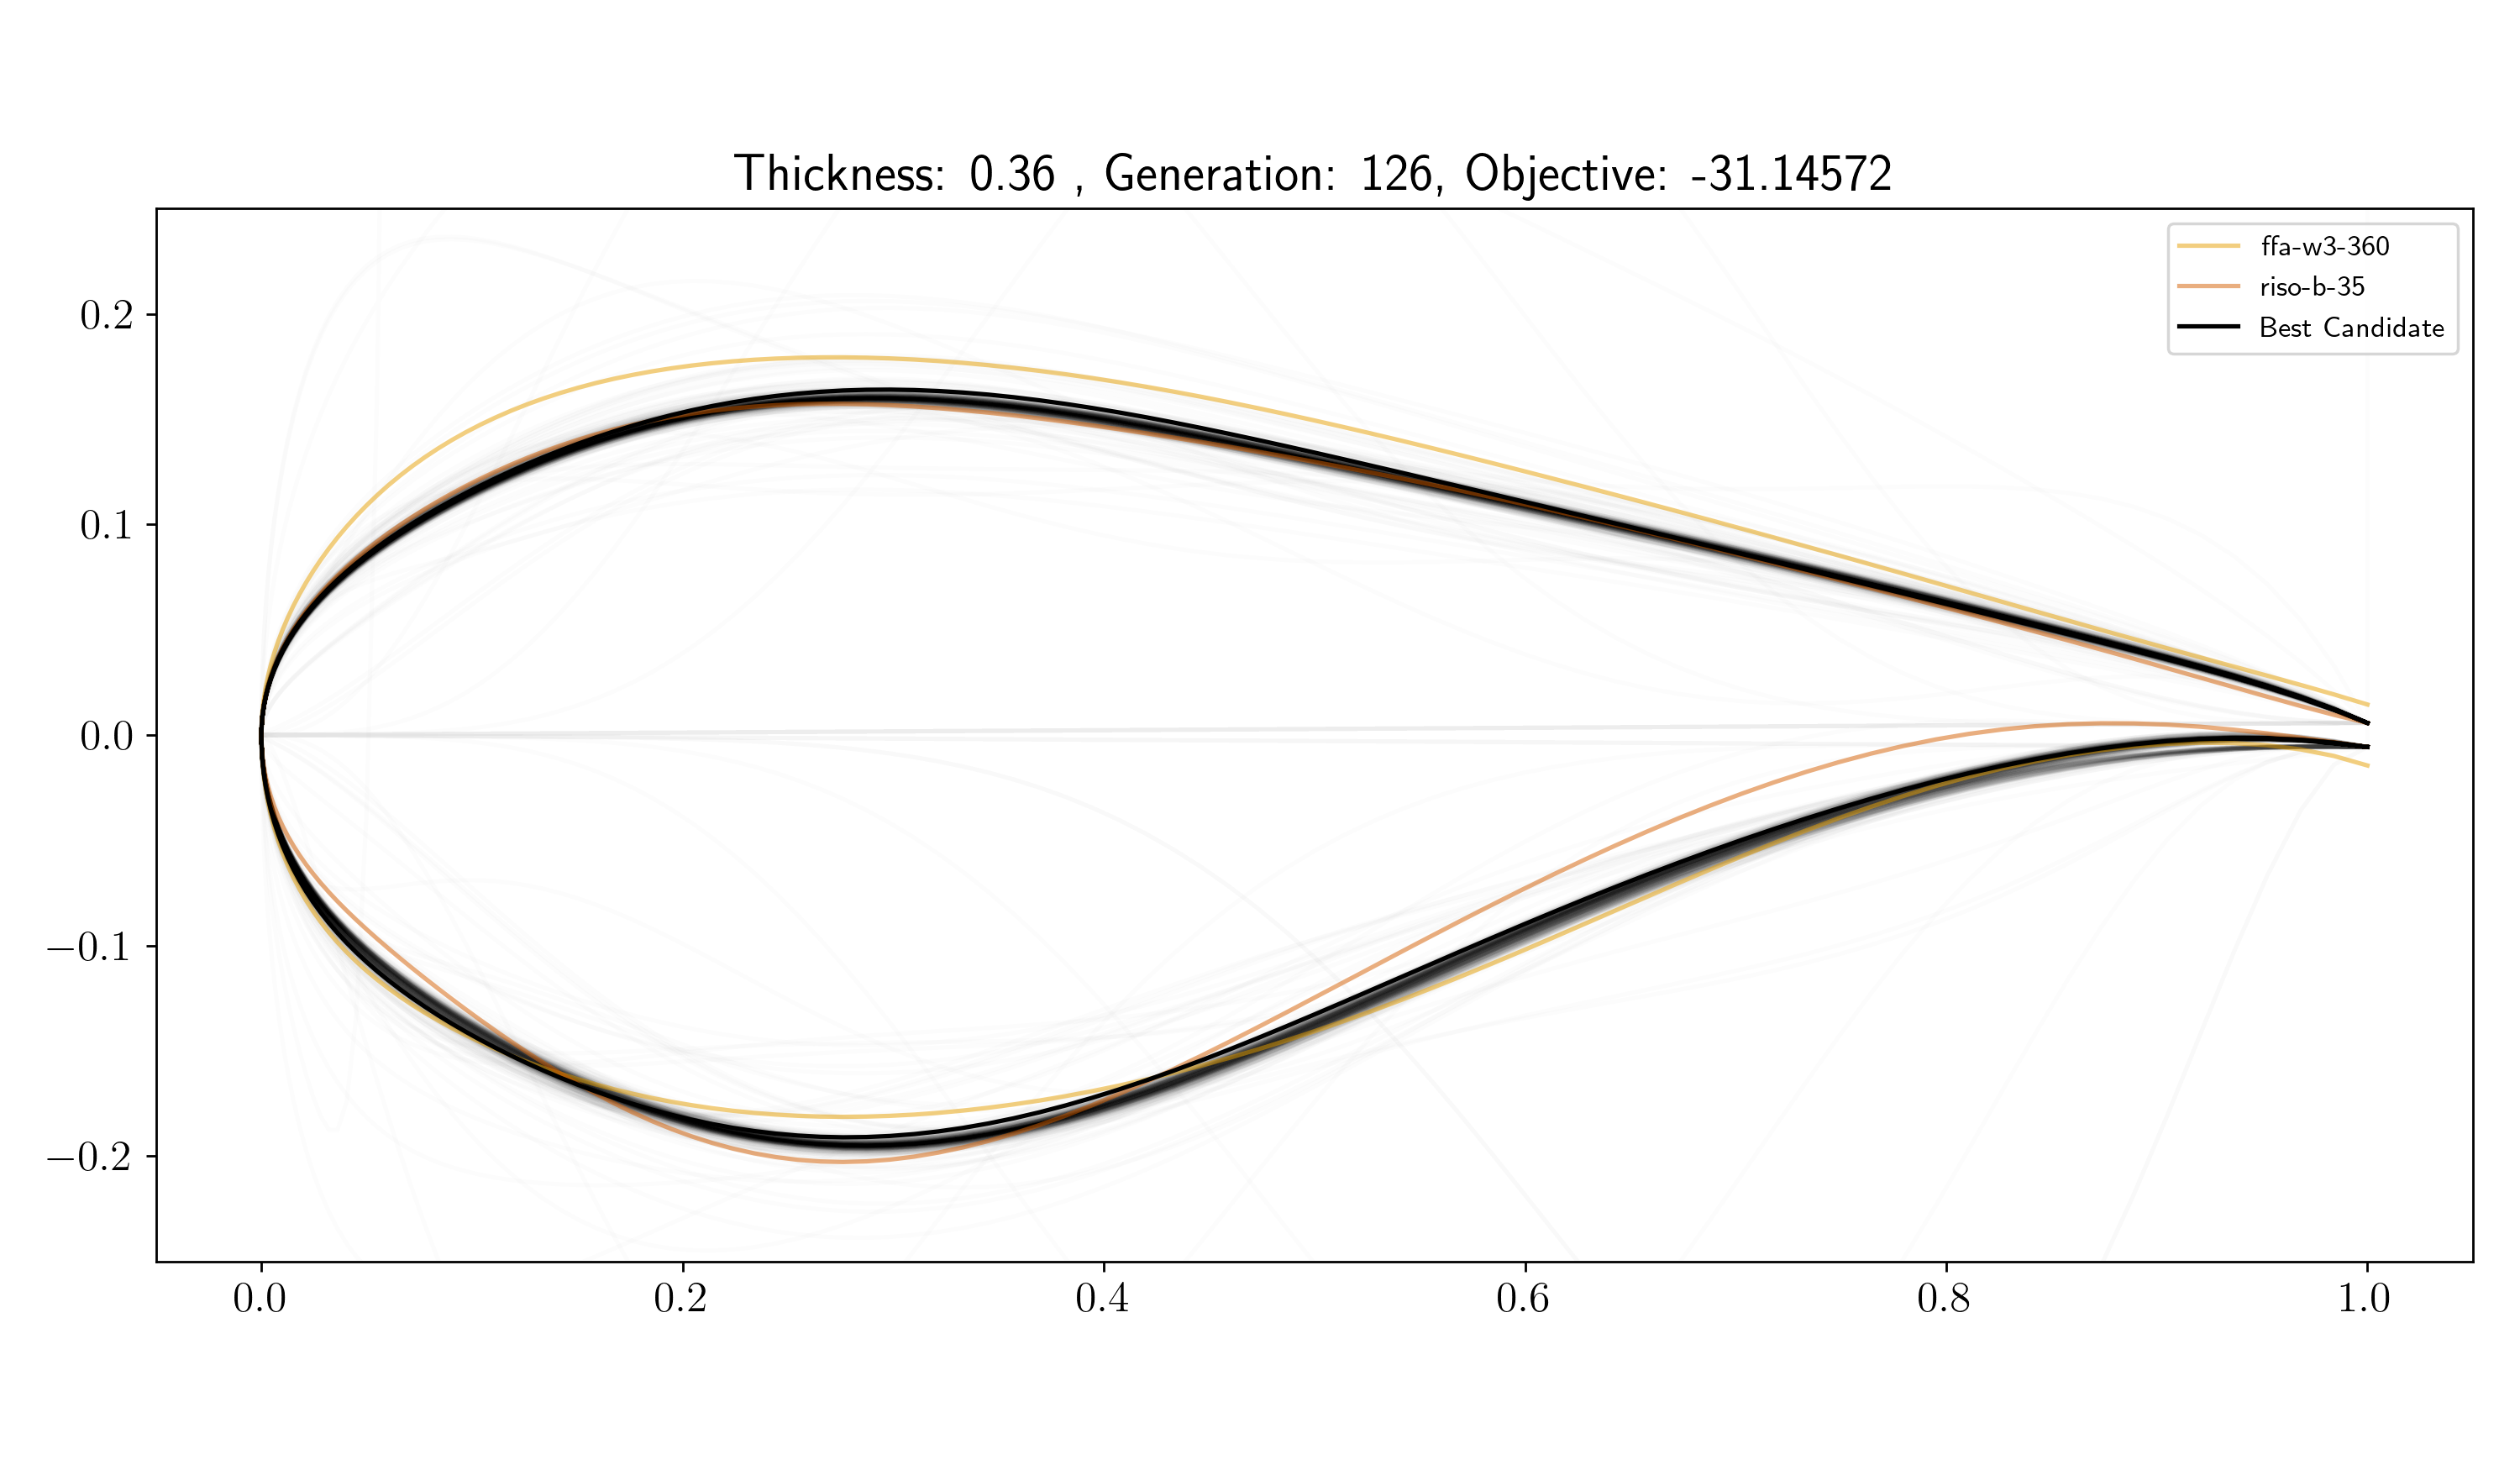 Thickness: 0.36 , Generation: 126, Objective: -31.14572
ffa-w3-360
riso-b-35
Best Candidate
0.2
0.1
0.0
−0.1
−0.2
0.0 0.2 0.4 0.6 0.8 1.0